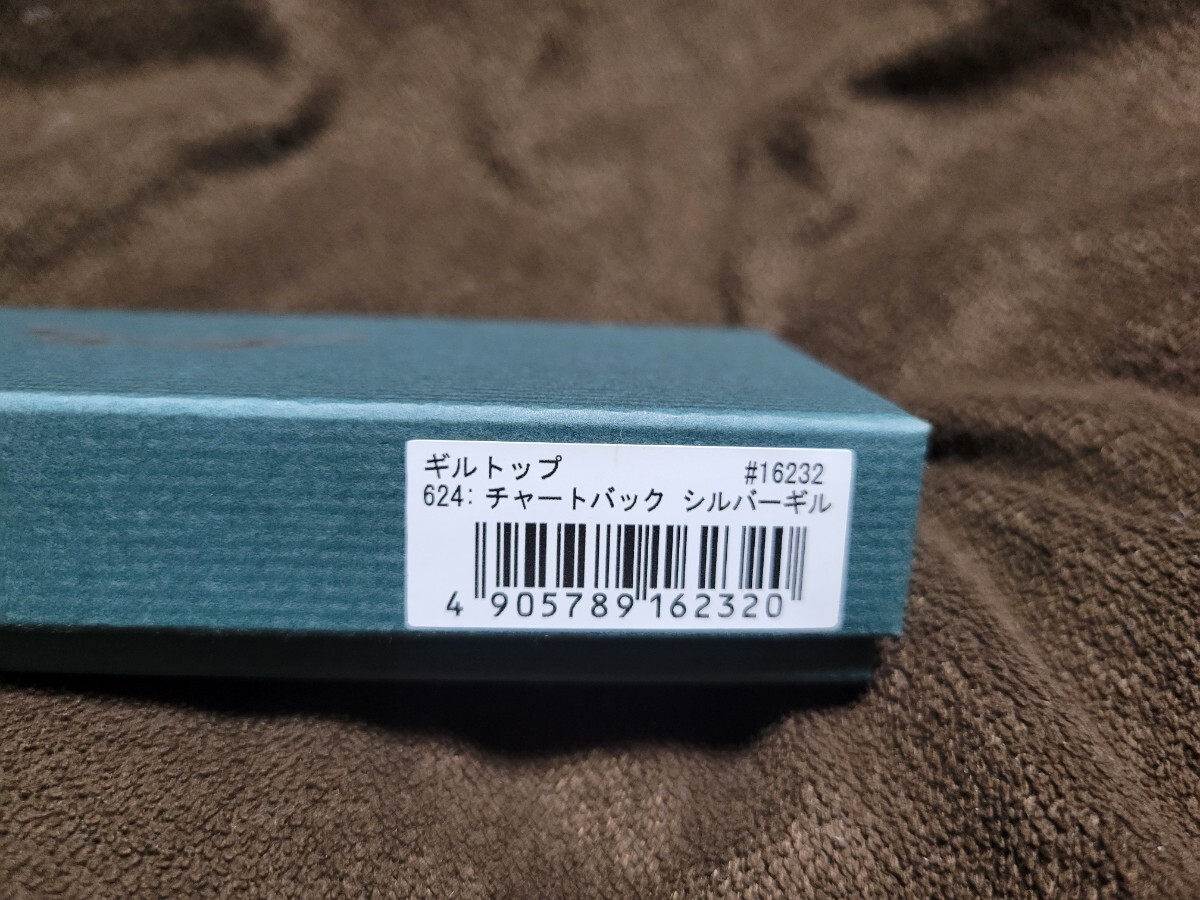 ギルトップ #16232
624: チャートバック シルバーギル
4 905789 162320